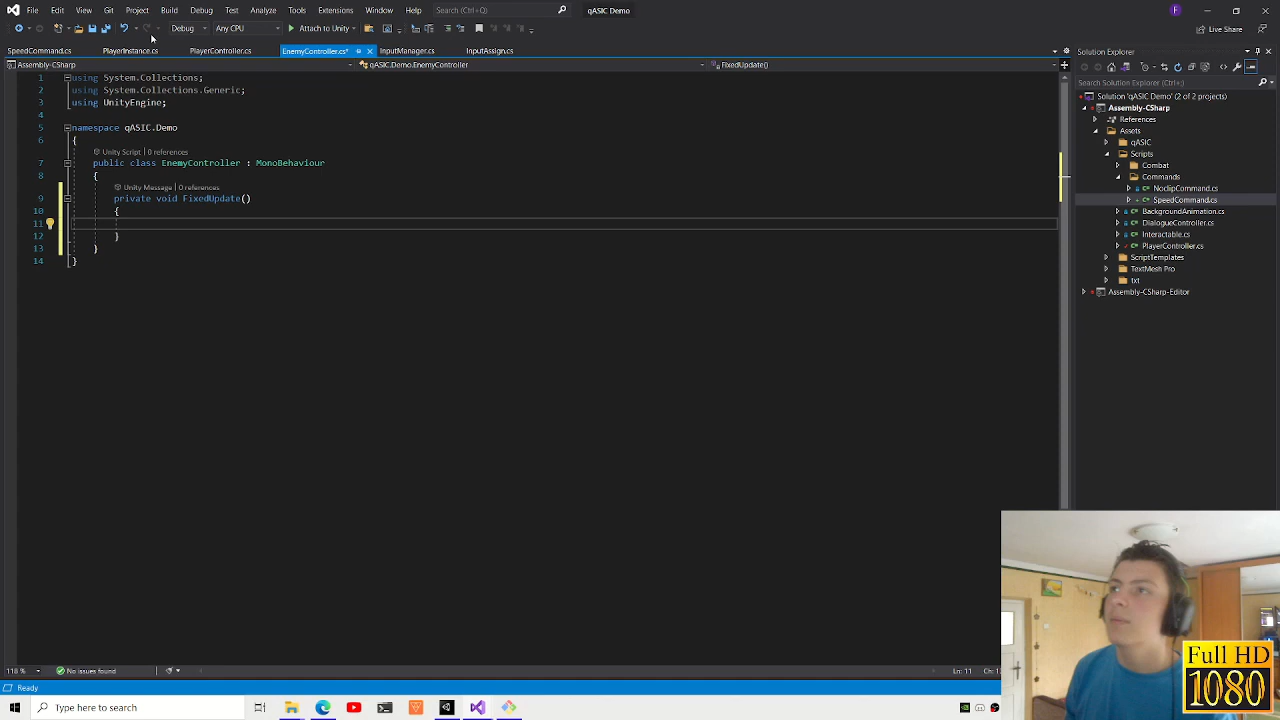 File Edit View Git Project Build Debug Test Analyze Tools Extensions Window Help Search (Ctrl+Q) qASIC Demo F
Debug Any CPU Attach to Unity Live Share
SpeedCommand.cs PlayerInstance.cs PlayerController.cs EnemyController.cs* InputManager.cs InputAssign.cs
Assembly-CSharp qASIC.Demo.EnemyController FixedUpdate()
1 using System.Collections;
2 using System.Collections.Generic;
3 using UnityEngine;
4
5 namespace qASIC.Demo
6 {
Unity Script | 0 references
7 public class EnemyController : MonoBehaviour
8 {
Unity Message | 0 references
9 private void FixedUpdate()
10 {
11
12 }
13 }
14 }
Solution Explorer
Search Solution Explorer (Ctrl+;)
Solution 'qASIC Demo' (2 of 2 projects)
Assembly-CSharp
References
Assets
qASIC
Scripts
Combat
Commands
NoclipCommand.cs
SpeedCommand.cs
BackgroundAnimation.cs
DialogueController.cs
Interactable.cs
PlayerController.cs
ScriptTemplates
TextMesh Pro
txt
Assembly-CSharp-Editor
118 % No issues found Ln: 11
Ready
Type here to search
Full HD
1080